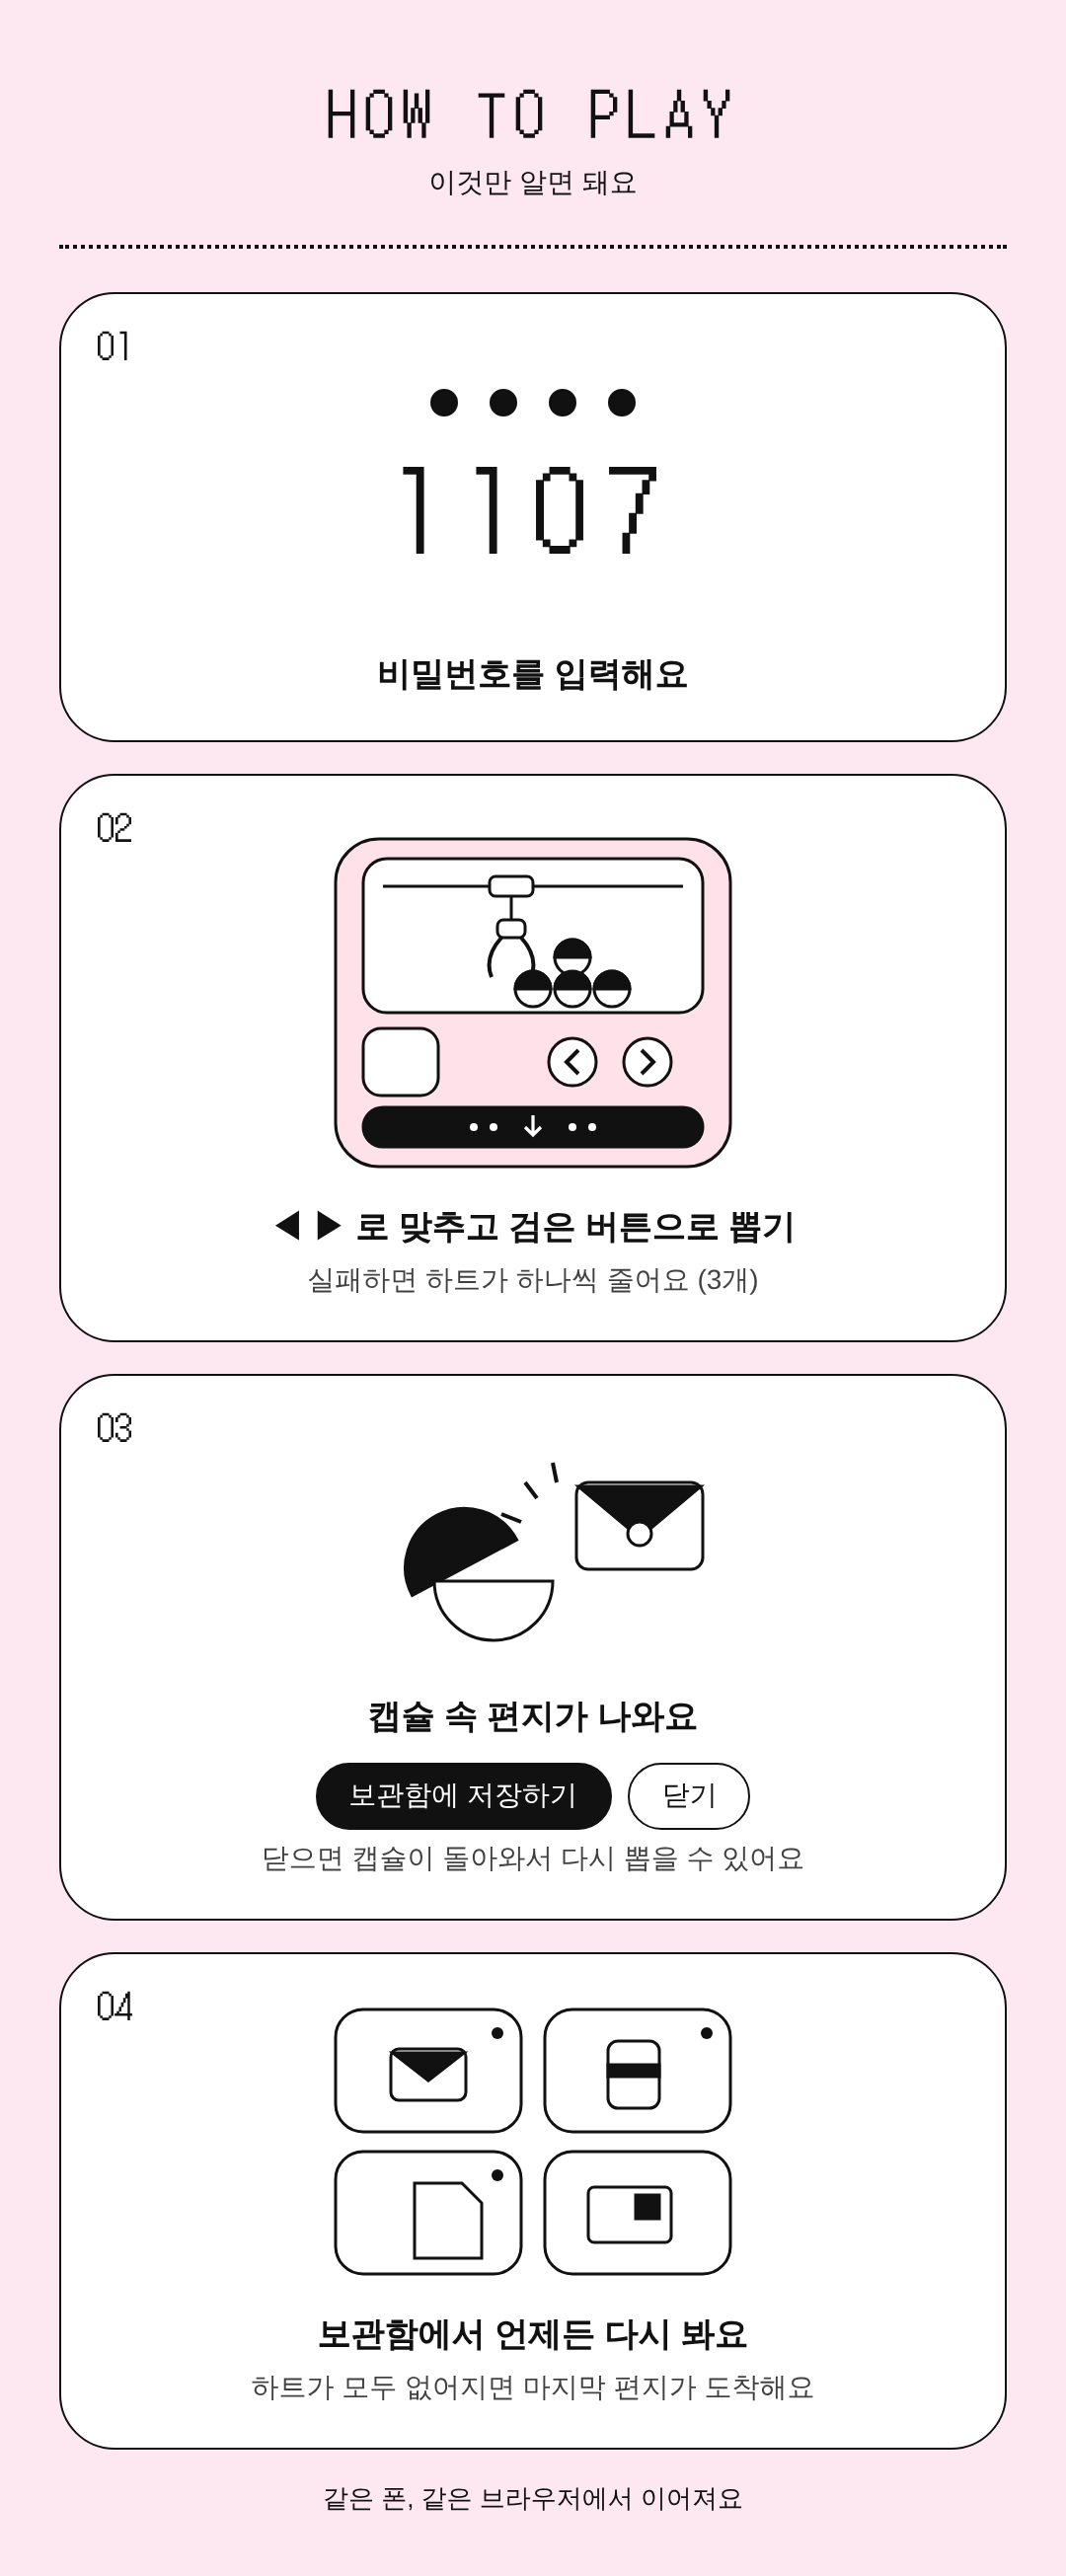 HOW TO PLAY
이것만 알면 돼요
01
1107
비밀번호를 입력해요
02
◀ ▶ 로 맞추고 검은 버튼으로 뽑기
실패하면 하트가 하나씩 줄어요 (3개)
03
캡슐 속 편지가 나와요
보관함에 저장하기 닫기
닫으면 캡슐이 돌아와서 다시 뽑을 수 있어요
04
보관함에서 언제든 다시 봐요
하트가 모두 없어지면 마지막 편지가 도착해요
같은 폰, 같은 브라우저에서 이어져요